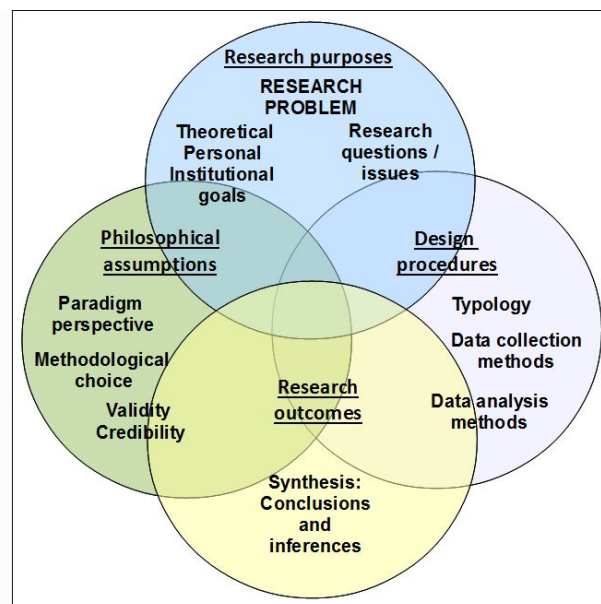 Research purposes
RESEARCH
PROBLEM
Theoretical
Personal
Institutional
goals
Research
questions /
issues
Philosophical
assumptions
Paradigm
perspective
Methodological
choice
Validity
Credibility
Design
procedures
Typology
Data collection
methods
Data analysis
methods
Research
outcomes
Synthesis:
Conclusions
and
inferences